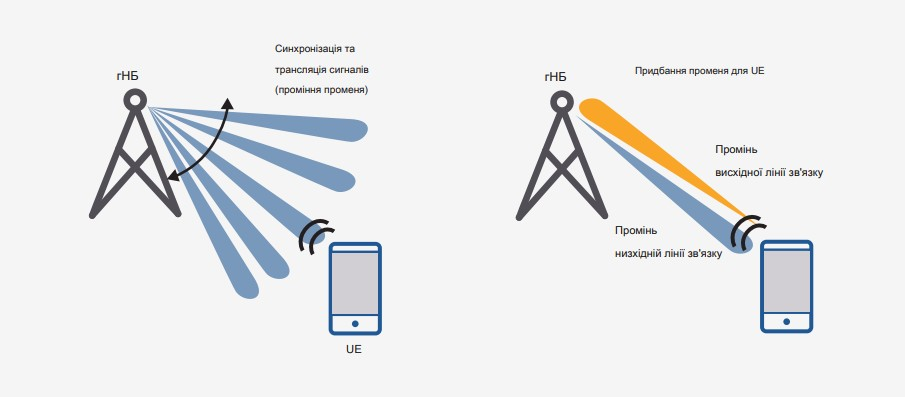 Синхронізація та
трансляція сигналів
(проміння променя)
гНБ
UE
гНБ
Придбання променя для UE
Промінь
висхідної лінії зв'язку
Промінь
низхідній лінії зв'язку